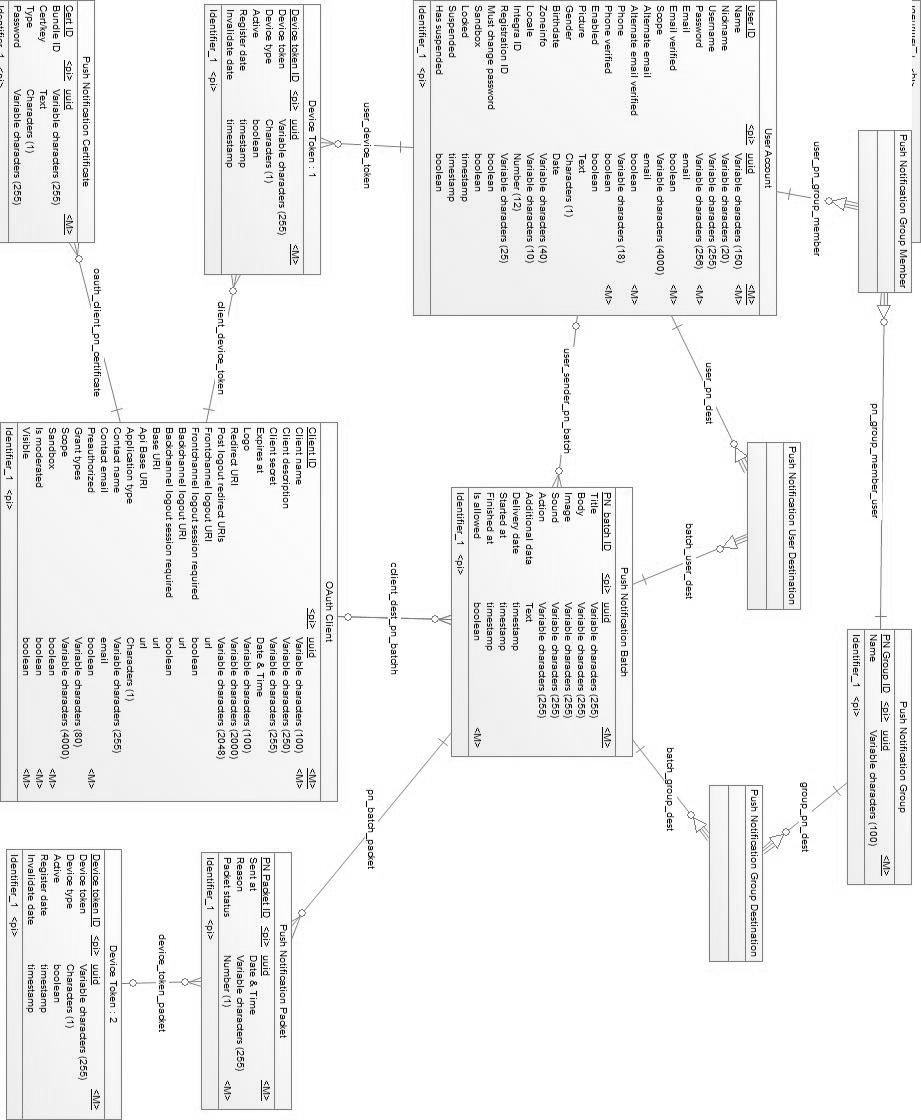 Push Notification Group Member
user_pn_group_member
pn_group_member_user
Push Notification Group
PN Group ID <pi> uuid <M>
Name Variable characters (100)
Identifier_1 <pi>
User Account
User ID <pi> uuid <M>
Name Variable characters (150) <M>
Nickname Variable characters (20)
Username Variable characters (255)
Password Variable characters (256) <M>
Email email
Email verified boolean <M>
Scope Variable characters (4000)
Alternate email email
Alternate email verified boolean <M>
Phone Variable characters (18)
Phone verified boolean <M>
Enabled boolean
Picture Text
Gender Characters (1)
Birthdate Date
Zoneinfo Variable characters (40)
Locale Variable characters (10)
Integra ID Number (12)
Registration ID Variable characters (25)
Must change password boolean
Sandbox boolean
Locked timestamp
Suspended timestamp
Has suspended boolean
Identifier_1 <pi>
user_pn_dest
Push Notification User Destination
batch_user_dest
group_pn_dest
Push Notification Group Destination
batch_group_dest
user_sender_pn_batch
Push Notification Batch
PN batch ID <pi> uuid <M>
Title Variable characters (255)
Body Variable characters (255)
Image Variable characters (255)
Sound Variable characters (255)
Action Variable characters (255)
Additional data Text
Delivery date timestamp
Started at timestamp
Finished at timestamp
Is allowed boolean <M>
Identifier_1 <pi>
user_device_token
cclient_dest_pn_batchh
pn_batch_packet
Device Token : 1
Device token ID <pi> uuid <M>
Device token Variable characters (255)
Device type Characters (1)
Active boolean
Register date timestamp
Invalidate date timestamp
Identifier_1 <pi>
client_device_token
OAuth Client
Client ID <pi> uuid <M>
Client name Variable characters (100) <M>
Client description Variable characters (250)
Client secret Variable characters (255)
Expires at Date & Time
Logo Variable characters (100)
Redirect URI Variable characters (2000)
Post logout redirect URIs Variable characters (2048)
Frontchannel logout URI url
Frontchannel logout session required boolean
Backchannel logout URI url
Backchannel logout session required boolean
Base URI url
Api Base URI url
Application type Characters (1)
Contact name Variable characters (255)
Contact email email
Preauthorized boolean <M>
Grant types Variable characters (80)
Scope Variable characters (4000)
Sandbox boolean <M>
Is moderated boolean <M>
Visible boolean <M>
Identifier_1 <pi>
Push Notification Packet
PN Packet ID <pi> uuid <M>
Sent at Date & Time
Reason Variable characters (255)
Packet status Number (1) <M>
Identifier_1 <pi>
device_token_packet
Push Notification Certificate
Cert ID <pi> uuid <M>
Bundle ID Variable characters (255)
Cert/key Text
Type Characters (1)
Password Variable characters (255)
oauth_client_pn_certificate
Device Token : 2
Device token ID <pi> uuid <M>
Device token Variable characters (255)
Device type Characters (1)
Active boolean
Register date timestamp
Invalidate date timestamp
Identifier_1 <pi>